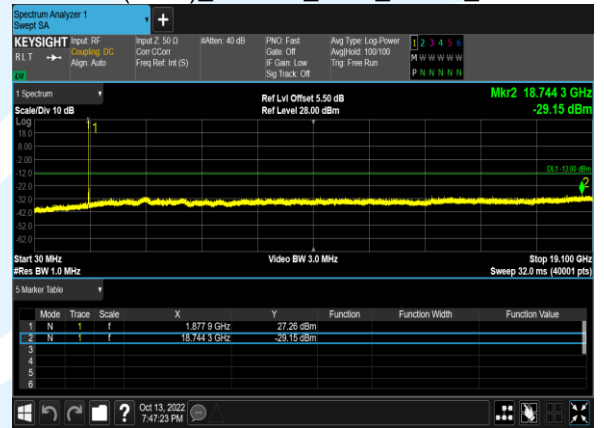 Spectrum Analyzer 1
Swept SA
+
KEYSIGHT Input: RF Input Z: 50 Ω #Atten: 40 dB PNO: Fast Avg Type: Log-Power 1 2 3 4 5 6
RLT Coupling: DC Corr CCorr Gate: Off Avg|Hold: 100/100 M W W W W W
Align: Auto Freq Ref: Int (S) IF Gain: Low Trig: Free Run P N N N N N
Sig Track: Off
1 Spectrum Ref Lvl Offset 5.50 dB Mkr2 18.744 3 GHz
Scale/Div 10 dB Ref Level 28.00 dBm -29.15 dBm
Log
18.0
8.00
-2.00
-12.0
-22.0
-32.0
-42.0
-52.0
-62.0
1
DL1 -13.00 dBm
2
Start 30 MHz Video BW 3.0 MHz Stop 19.100 GHz
#Res BW 1.0 MHz Sweep 32.0 ms (40001 pts)
5 Marker Table
Mode Trace Scale X Y Function Function Width Function Value
1 N 1 f 1.877 9 GHz 27.26 dBm
2 N 1 f 18.744 3 GHz -29.15 dBm
3
4
5
6
? Oct 13, 2022
7:47:23 PM